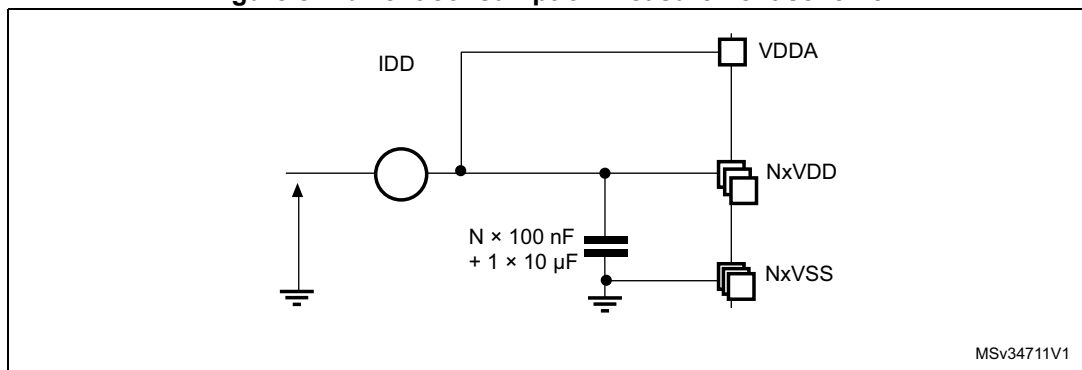 IDD
VDDA
NxVDD
N × 100 nF
+ 1 × 10 µF
NxVSS
MSv34711V1